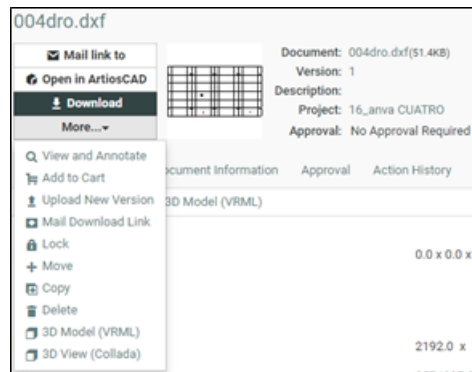 004dro.dxf
Mail link to
Open in ArtiosCAD
Download
More...
Document: 004dro.dxf(51.4KB)
Version: 1
Description:
Project: 16_anva CUATRO
Approval: No Approval Required
View and Annotate
Add to Cart
Upload New Version
Mail Download Link
Lock
Move
Copy
Delete
3D Model (VRML)
3D View (Collada)
ocument Information Approval Action History
3D Model (VRML)
0.0 x 0.0 x
2192.0 x